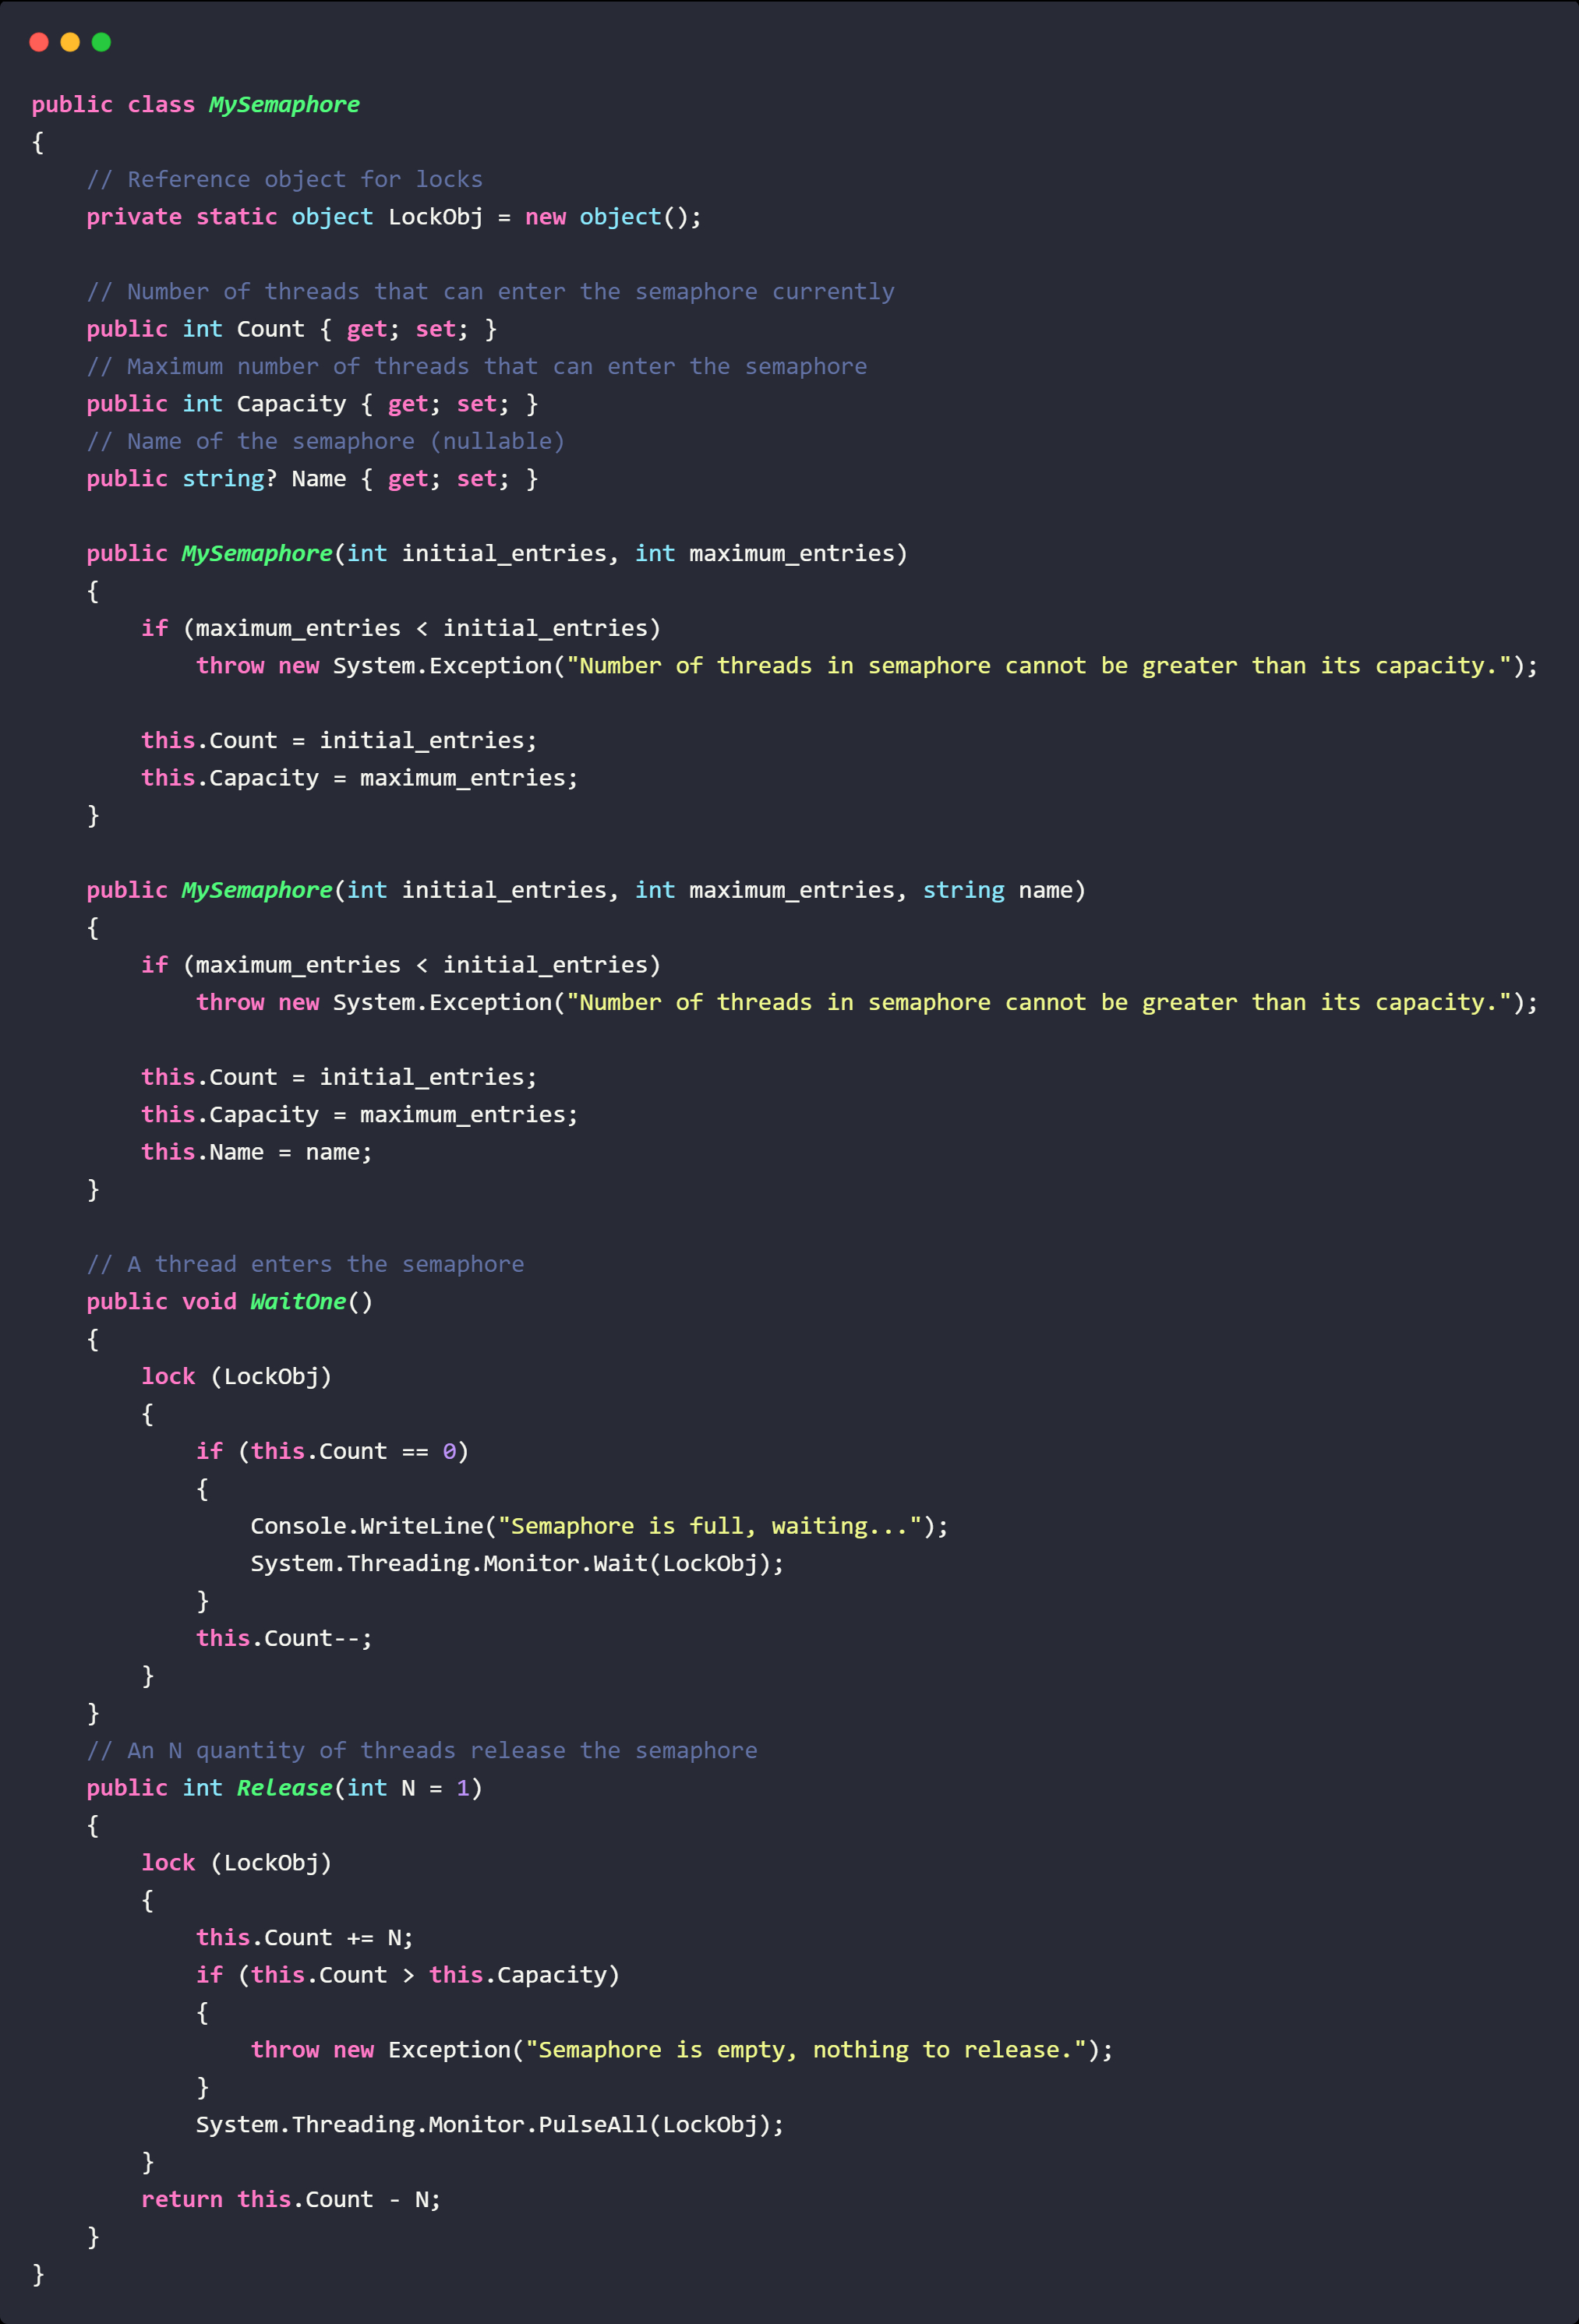 public class MySemaphore
{
    // Reference object for locks
    private static object LockObj = new object();

    // Number of threads that can enter the semaphore currently
    public int Count { get; set; }
    // Maximum number of threads that can enter the semaphore
    public int Capacity { get; set; }
    // Name of the semaphore (nullable)
    public string? Name { get; set; }

    public MySemaphore(int initial_entries, int maximum_entries)
    {
        if (maximum_entries < initial_entries)
            throw new System.Exception("Number of threads in semaphore cannot be greater than its capacity.");

        this.Count = initial_entries;
        this.Capacity = maximum_entries;
    }

    public MySemaphore(int initial_entries, int maximum_entries, string name)
    {
        if (maximum_entries < initial_entries)
            throw new System.Exception("Number of threads in semaphore cannot be greater than its capacity.");

        this.Count = initial_entries;
        this.Capacity = maximum_entries;
        this.Name = name;
    }

    // A thread enters the semaphore
    public void WaitOne()
    {
        lock (LockObj)
        {
            if (this.Count == 0)
            {
                Console.WriteLine("Semaphore is full, waiting...");
                System.Threading.Monitor.Wait(LockObj);
            }
            this.Count--;
        }
    }
    // An N quantity of threads release the semaphore
    public int Release(int N = 1)
    {
        lock (LockObj)
        {
            this.Count += N;
            if (this.Count > this.Capacity)
            {
                throw new Exception("Semaphore is empty, nothing to release.");
            }
            System.Threading.Monitor.PulseAll(LockObj);
        }
        return this.Count - N;
    }
}